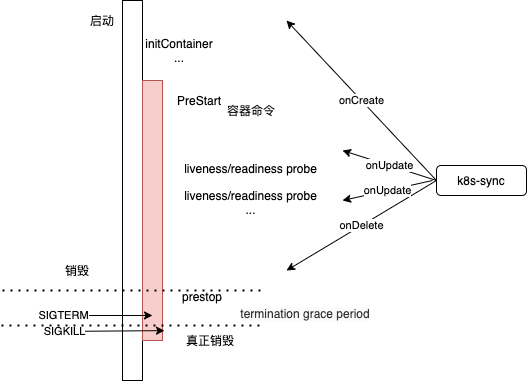 启动
initContainer
...
PreStart
容器命令
onCreate
liveness/readiness probe
onUpdate
k8s-sync
liveness/readiness probe
onUpdate
...
onDelete
销毁
prestop
SIGTERM
termination grace period
SIGKILL
真正销毁